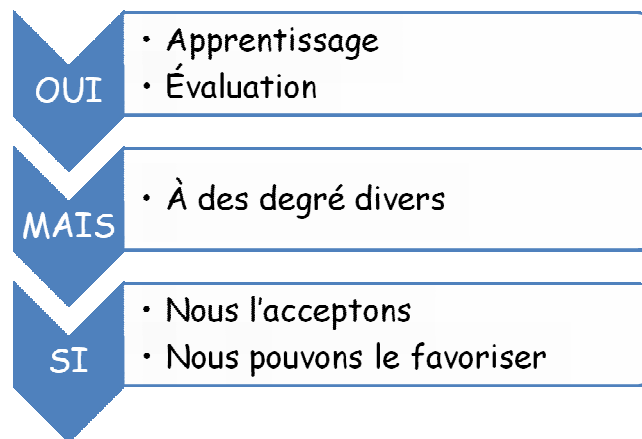 OUI
• Apprentissage
• Évaluation
MAIS
• À des degré divers
SI
• Nous l'acceptons
• Nous pouvons le favoriser